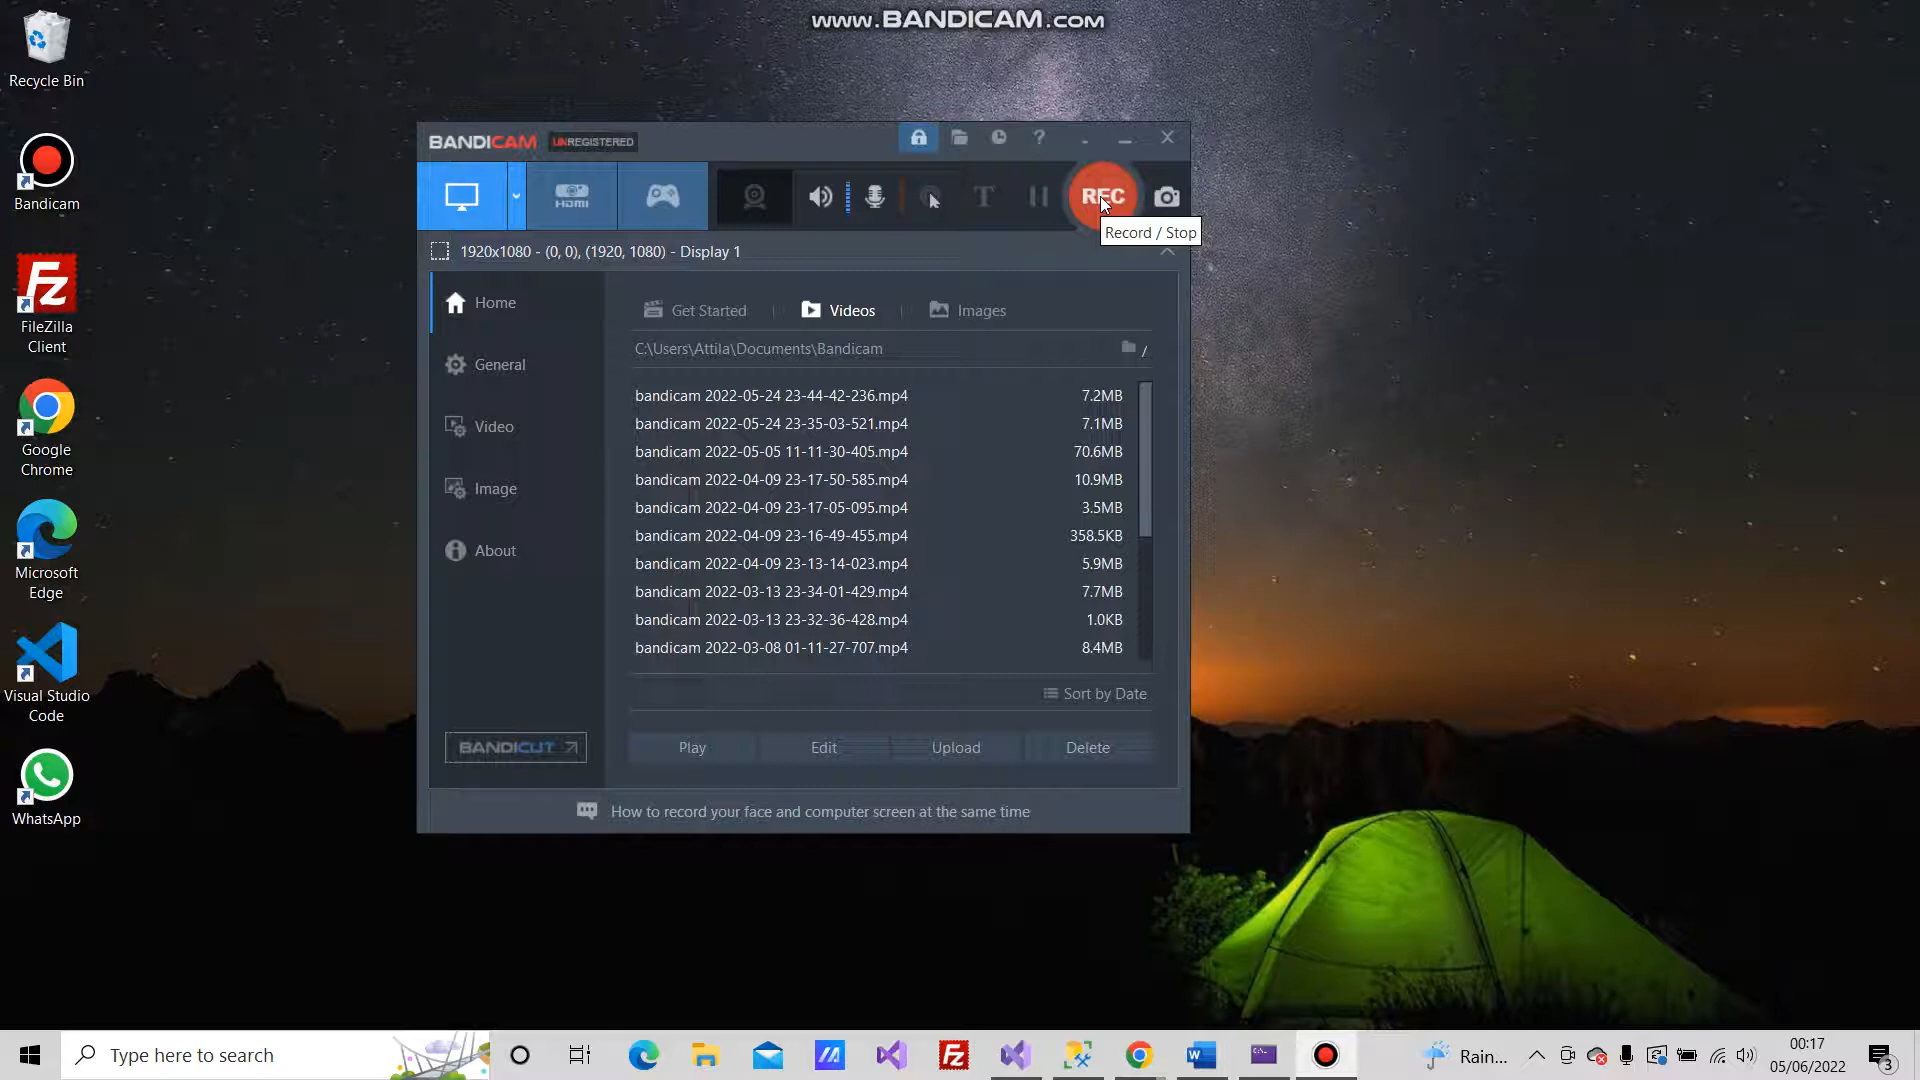 www.BANDICAM.com
Recycle Bin
Bandicam
FileZilla
Client
Google
Chrome
Microsoft
Edge
Visual Studio
Code
WhatsApp
BANDICAM UNREGISTERED
?
HDMI
T
REC
Record / Stop
1920x1080 - (0, 0), (1920, 1080) - Display 1
Home
General
Video
Image
About
BANDICUT
Get Started
Videos
Images
C:\Users\Attila\Documents\Bandicam
bandicam 2022-05-24 23-44-42-236.mp4 7.2MB
bandicam 2022-05-24 23-35-03-521.mp4 7.1MB
bandicam 2022-05-05 11-11-30-405.mp4 70.6MB
bandicam 2022-04-09 23-17-50-585.mp4 10.9MB
bandicam 2022-04-09 23-17-05-095.mp4 3.5MB
bandicam 2022-04-09 23-16-49-455.mp4 358.5KB
bandicam 2022-04-09 23-13-14-023.mp4 5.9MB
bandicam 2022-03-13 23-34-01-429.mp4 7.7MB
bandicam 2022-03-13 23-32-36-428.mp4 1.0KB
bandicam 2022-03-08 01-11-27-707.mp4 8.4MB
Sort by Date
Play Edit Upload Delete
How to record your face and computer screen at the same time
Type here to search
Rain...
00:17
05/06/2022
3